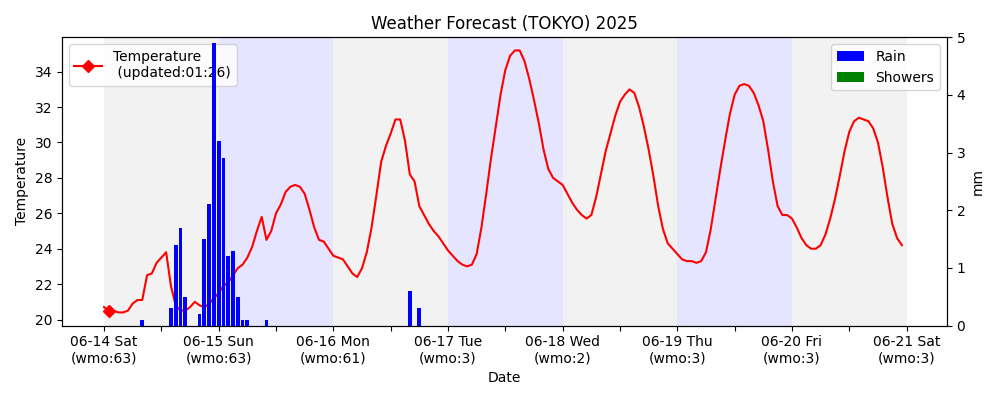 Weather Forecast (TOKYO) 2025
Temperature
(updated:01:26)
Rain
Showers
Temperature
34
32
30
28
26
24
22
20
5
4
3
2
1
0
mm
06-14 Sat
(wmo:63)
06-15 Sun
(wmo:63)
06-16 Mon
(wmo:61)
06-17 Tue
(wmo:3)
06-18 Wed
(wmo:2)
06-19 Thu
(wmo:3)
06-20 Fri
(wmo:3)
06-21 Sat
(wmo:3)
Date